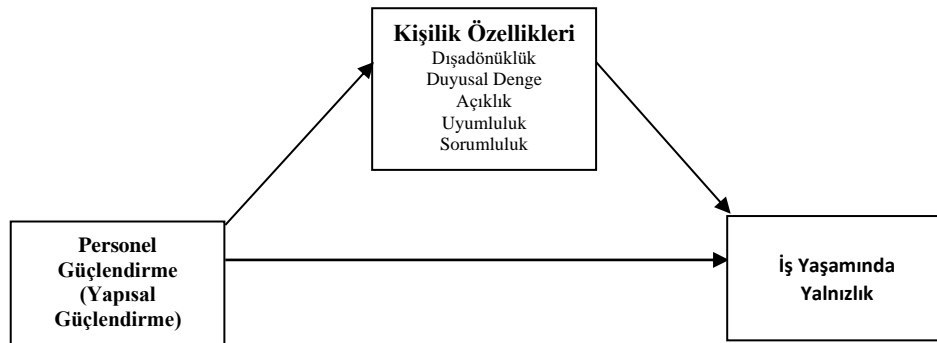 Kişilik Özellikleri
Dışadönüklük
Duyusal Denge
Açıklık
Uyumluluk
Sorumluluk
Personel
Güçlendirme
(Yapısal
Güçlendirme)
İş Yaşamında
Yalnızlık